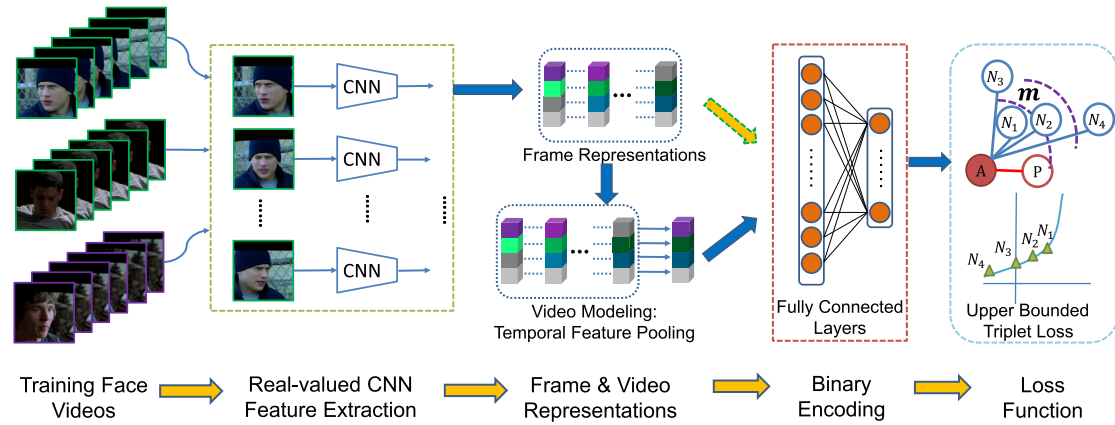 CNN
CNN
CNN
Frame Representations
Video Modeling:
Temporal Feature Pooling
Fully Connected
Layers
N3
m
N1
N2
N4
A
P
N1
N2
N3
N4
Upper Bounded
Triplet Loss
Training Face
Videos
Real-valued CNN
Feature Extraction
Frame & Video
Representations
Binary
Encoding
Loss
Function